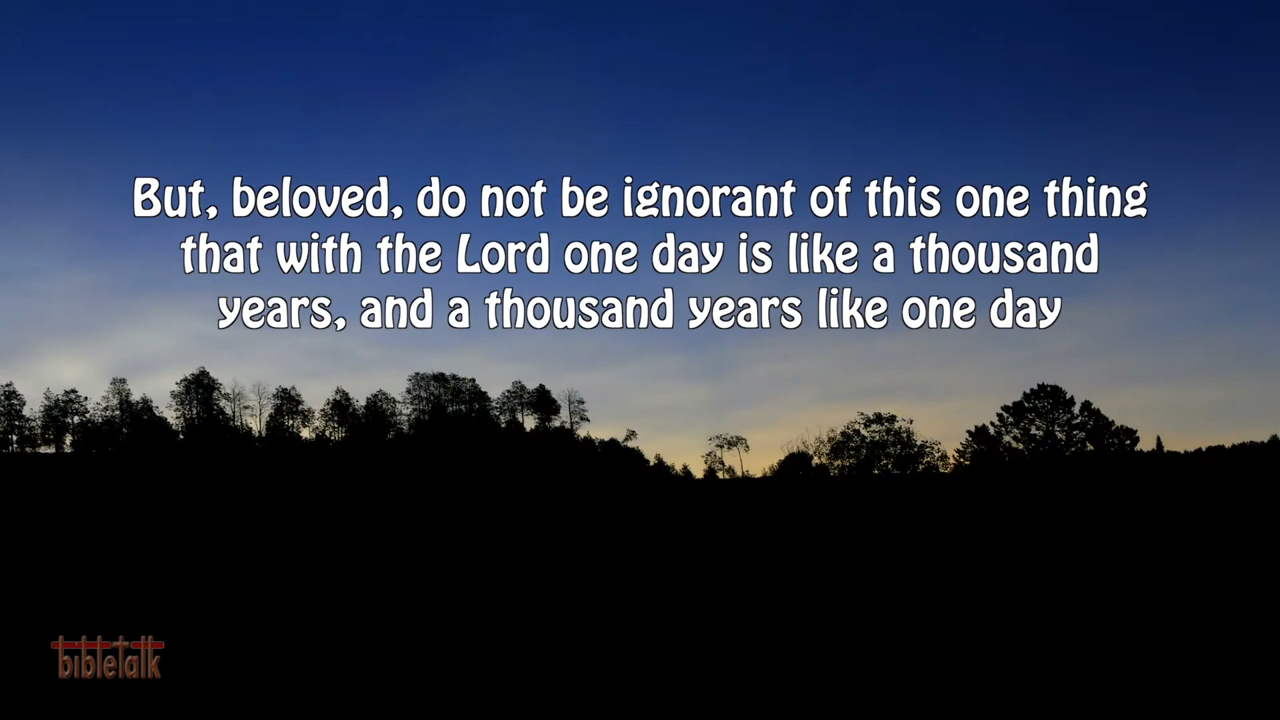 But, beloved, do not be ignorant of this one thing
that with the Lord one day is like a thousand
years, and a thousand years like one day
bibletalk